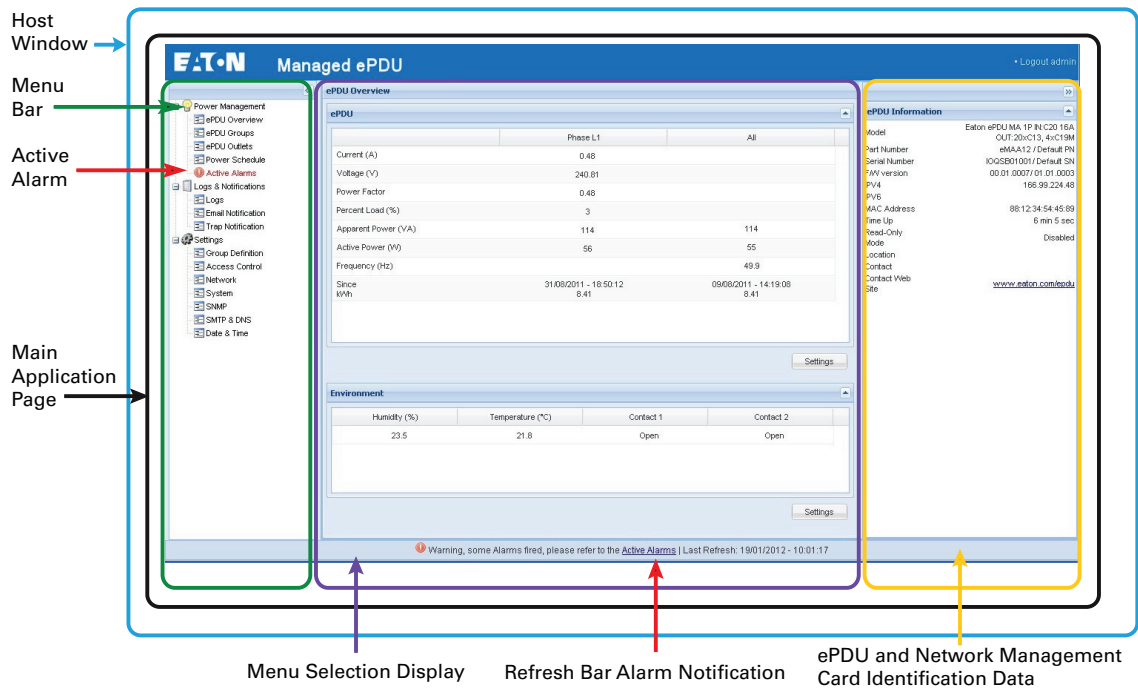 Host
Window
Menu
Bar
Active
Alarm
Main
Application
Page
EATON
Managed ePDU
• Logout admin
Power Management
ePDU Overview
ePDU Groups
ePDU Outlets
Power Schedule
Active Alarms
Logs & Notifications
Logs
Email Notification
Trap Notification
Settings
Group Definition
Access Control
Network
System
SNMP
SMTP & DNS
Date & Time
ePDU Overview
ePDU
Phase L1 All
Current (A) 0.48
Voltage (V) 240.81
Power Factor 0.48
Percent Load (%) 3
Apparent Power (VA) 114 114
Active Power (W) 56 55
Frequency (Hz) 49.9
Since 31/08/2011 - 18:50:12 09/08/2011 - 14:19:08
kWh 8.41 8.41
Settings
Environment
Humidity (%) Temperature (°C) Contact 1 Contact 2
23.5 21.8 Open Open
Settings
Warning, some Alarms fired, please refer to the Active Alarms | Last Refresh: 19/01/2012 - 10:01:17
»
ePDU Information
Model Eaton ePDU MA 1P IN:C20 16A
OUT:20xC13, 4xC19M
Part Number eMAA12 / Default PN
Serial Number IOQSB01001/ Default SN
F/W version 00.01.0007/ 01.01.0003
IPV4 166.99.224.48
IPV6
MAC Address 88:12:34:54:45:89
Time Up 6 min 5 sec
Read-Only
Mode Disabled
Location
Contact
Contact Web
Site www.eaton.com/epdu
Menu Selection Display
Refresh Bar Alarm Notification
ePDU and Network Management
Card Identification Data